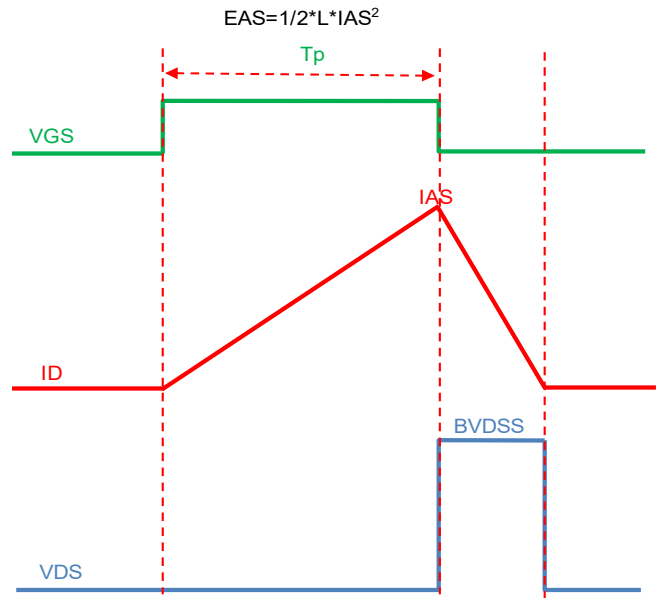 EAS=1/2*L*IAS²
Tp
VGS
IAS
ID
BVDSS
VDS